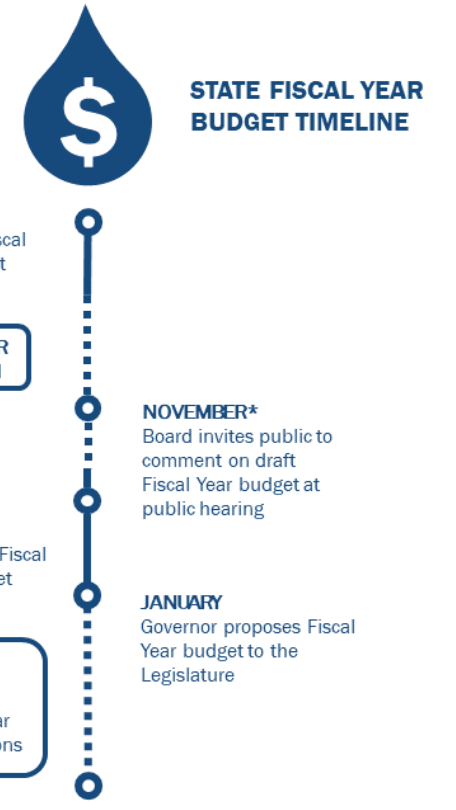 $
STATE FISCAL YEAR
BUDGET TIMELINE
NOVEMBER*
Board invites public to
comment on draft
Fiscal Year budget at
public hearing
Fiscal
JANUARY
Governor proposes Fiscal
Year budget to the
Legislature